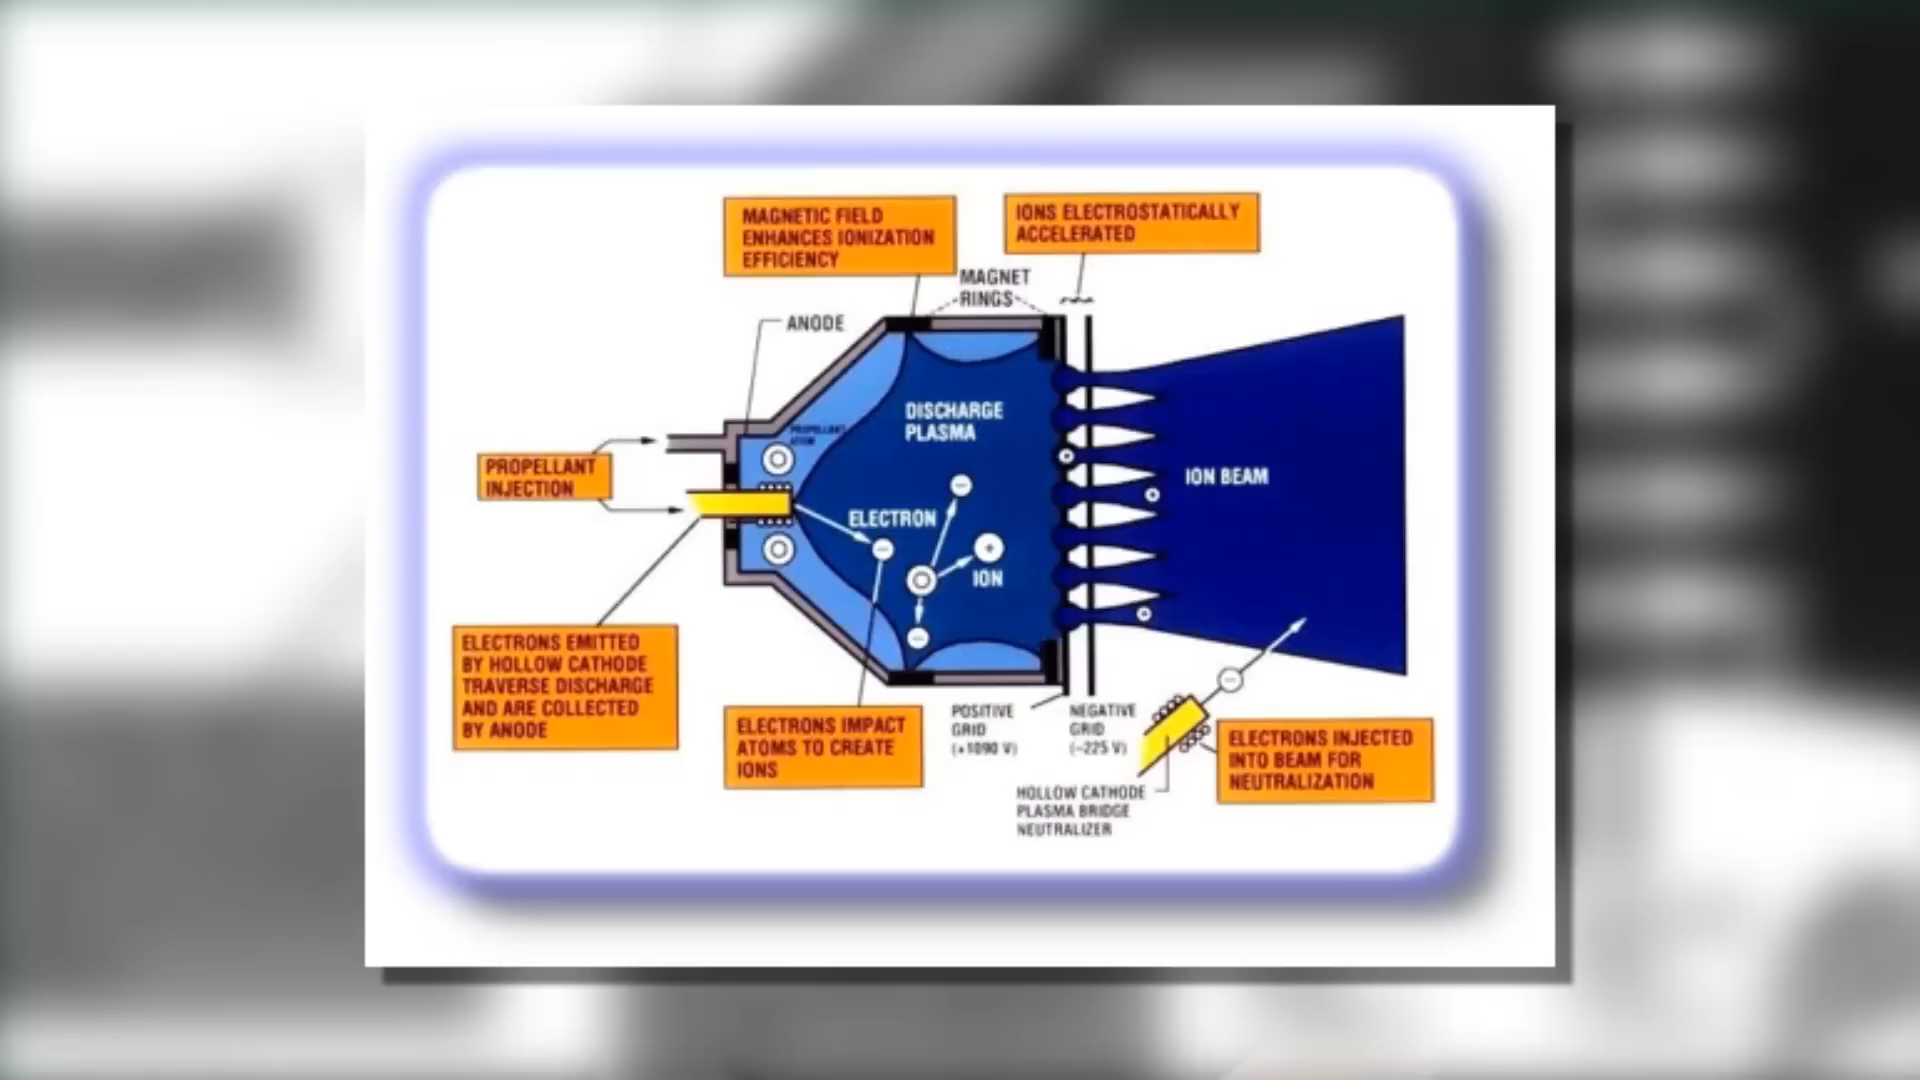 MAGNETIC FIELD
ENHANCES IONIZATION
EFFICIENCY
IONS ELECTROSTATICALLY
ACCELERATED
MAGNET
RINGS
ANODE
PROPELLANT
ATOM
DISCHARGE
PLASMA
PROPELLANT
INJECTION
ION BEAM
ELECTRON
ION
ELECTRONS EMITTED
BY HOLLOW CATHODE
TRAVERSE DISCHARGE
AND ARE COLLECTED
BY ANODE
ELECTRONS IMPACT
ATOMS TO CREATE
IONS
POSITIVE
GRID
(+1090 V)
NEGATIVE
GRID
(-225 V)
HOLLOW CATHODE
PLASMA BRIDGE
NEUTRALIZER
ELECTRONS INJECTED
INTO BEAM FOR
NEUTRALIZATION